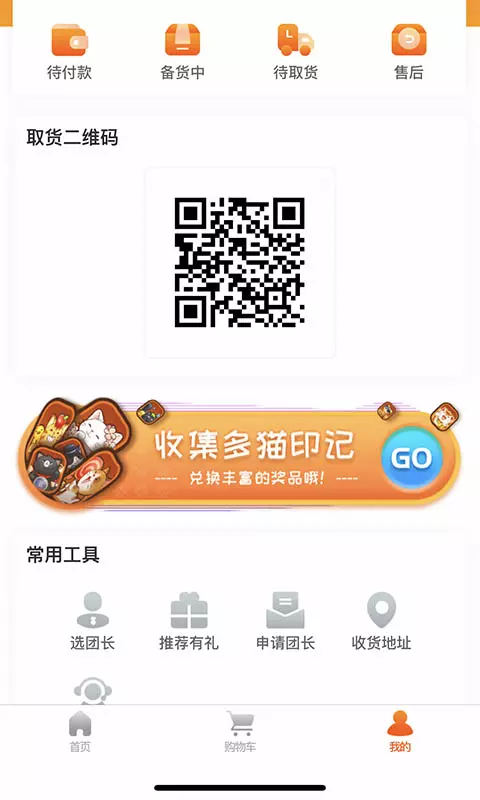 待付款 备货中 待取货 售后
取货二维码
收集多猫印记
兑换丰富的奖品哦!
GO
常用工具
选团长 推荐有礼 申请团长 收货地址
首页 购物车 我的